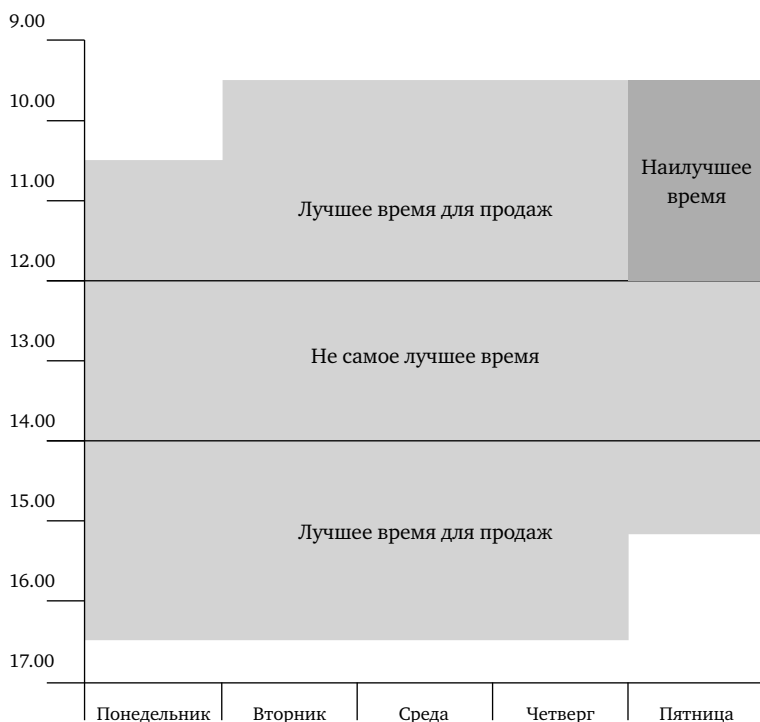 9.00
10.00
Наилучшее
время
11.00
Лучшее время для продаж
12.00
13.00
Не самое лучшее время
14.00
15.00
Лучшее время для продаж
16.00
17.00
Понедельник Вторник Среда Четверг Пятница